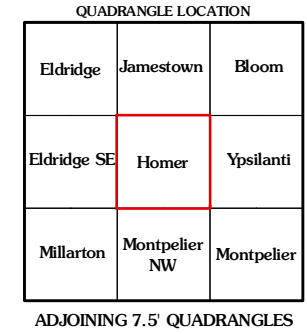 QUADRANGLE LOCATION
Eldridge
Jamestown
Bloom
Eldridge SE
Homer
Ypsilanti
Millarton
Montpelier
NW
Montpelier
ADJOINING 7.5' QUADRANGLES